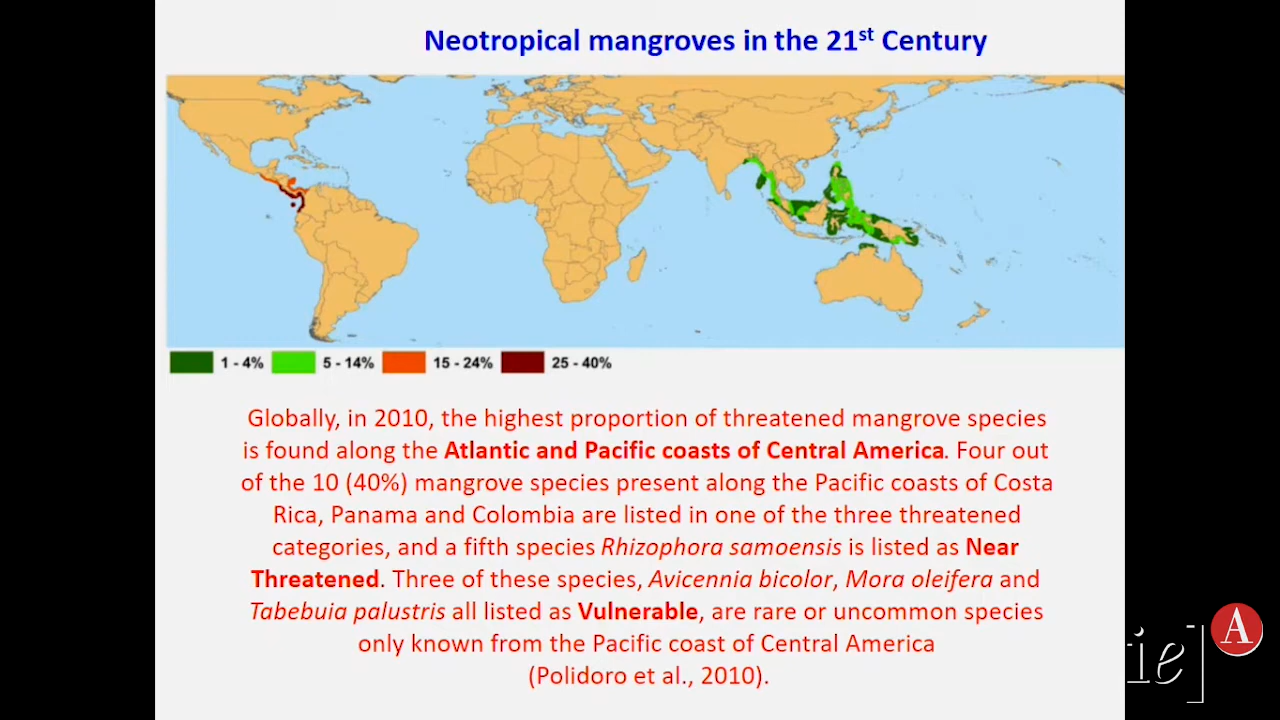 Neotropical mangroves in the 21st Century
1 - 4% 5 - 14% 15 - 24% 25 - 40%
Globally, in 2010, the highest proportion of threatened mangrove species
is found along the Atlantic and Pacific coasts of Central America. Four out
of the 10 (40%) mangrove species present along the Pacific coasts of Costa
Rica, Panama and Colombia are listed in one of the three threatened
categories, and a fifth species Rhizophora samoensis is listed as Near
Threatened. Three of these species, Avicennia bicolor, Mora oleifera and
Tabebuia palustris all listed as Vulnerable, are rare or uncommon species
only known from the Pacific coast of Central America
(Polidoro et al., 2010).
A
ie]